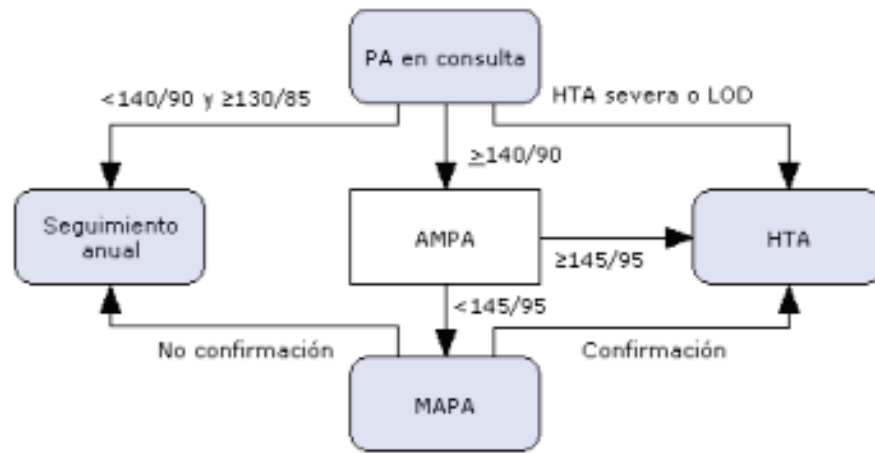 PA en consulta
<140/90 y ≥130/85
HTA severa o LOD
≥140/90
Seguimiento
anual
AMPA
≥145/95
HTA
<145/95
No confirmación
Confirmación
MAPA